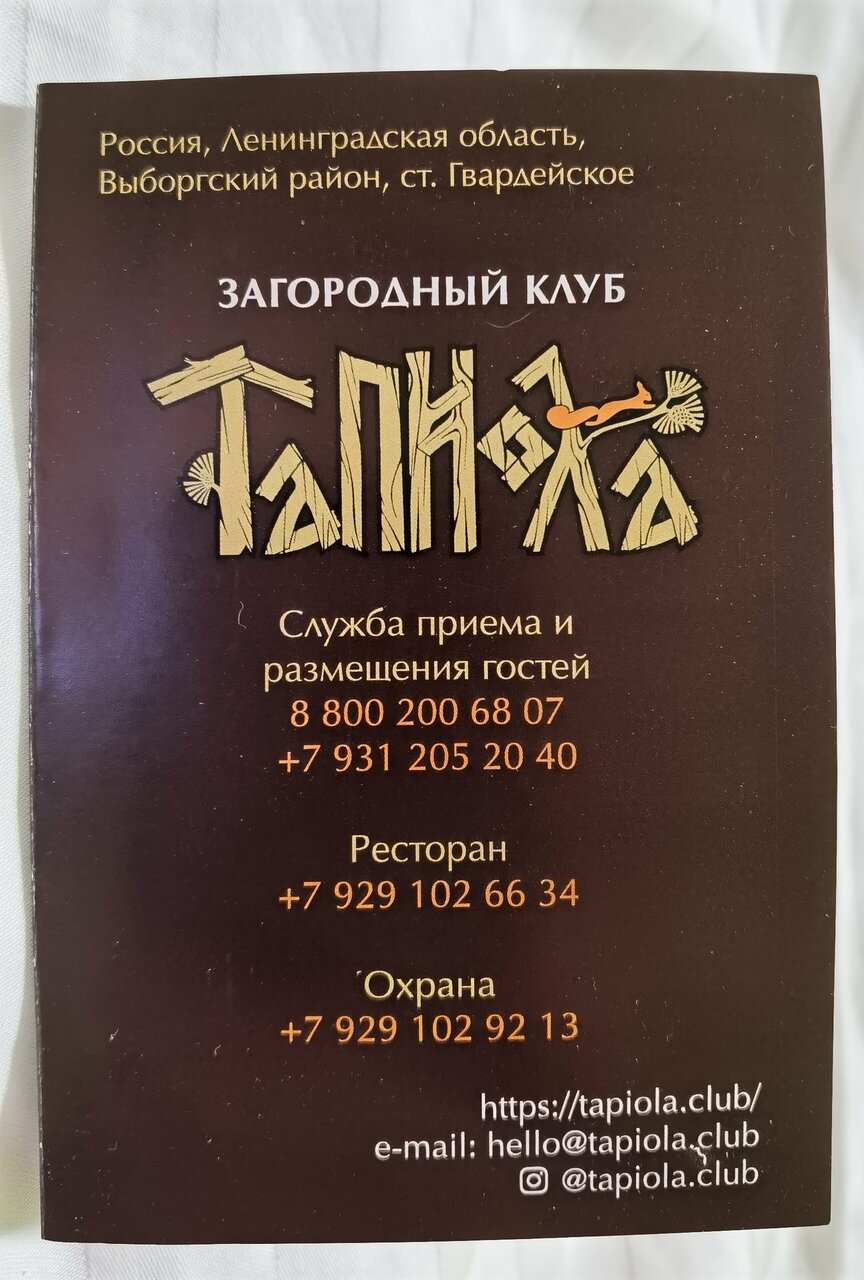 Россия, Ленинградская область,
Выборгский район, ст. Гвардейское
ЗАГОРОДНЫЙ КЛУБ
Тапиола
Служба приема и
размещения гостей
8 800 200 68 07
+7 931 205 20 40
Ресторан
+7 929 102 66 34
Охрана
+7 929 102 92 13
https://tapiola.club/
e-mail: hello@tapiola.club
@tapiola.club